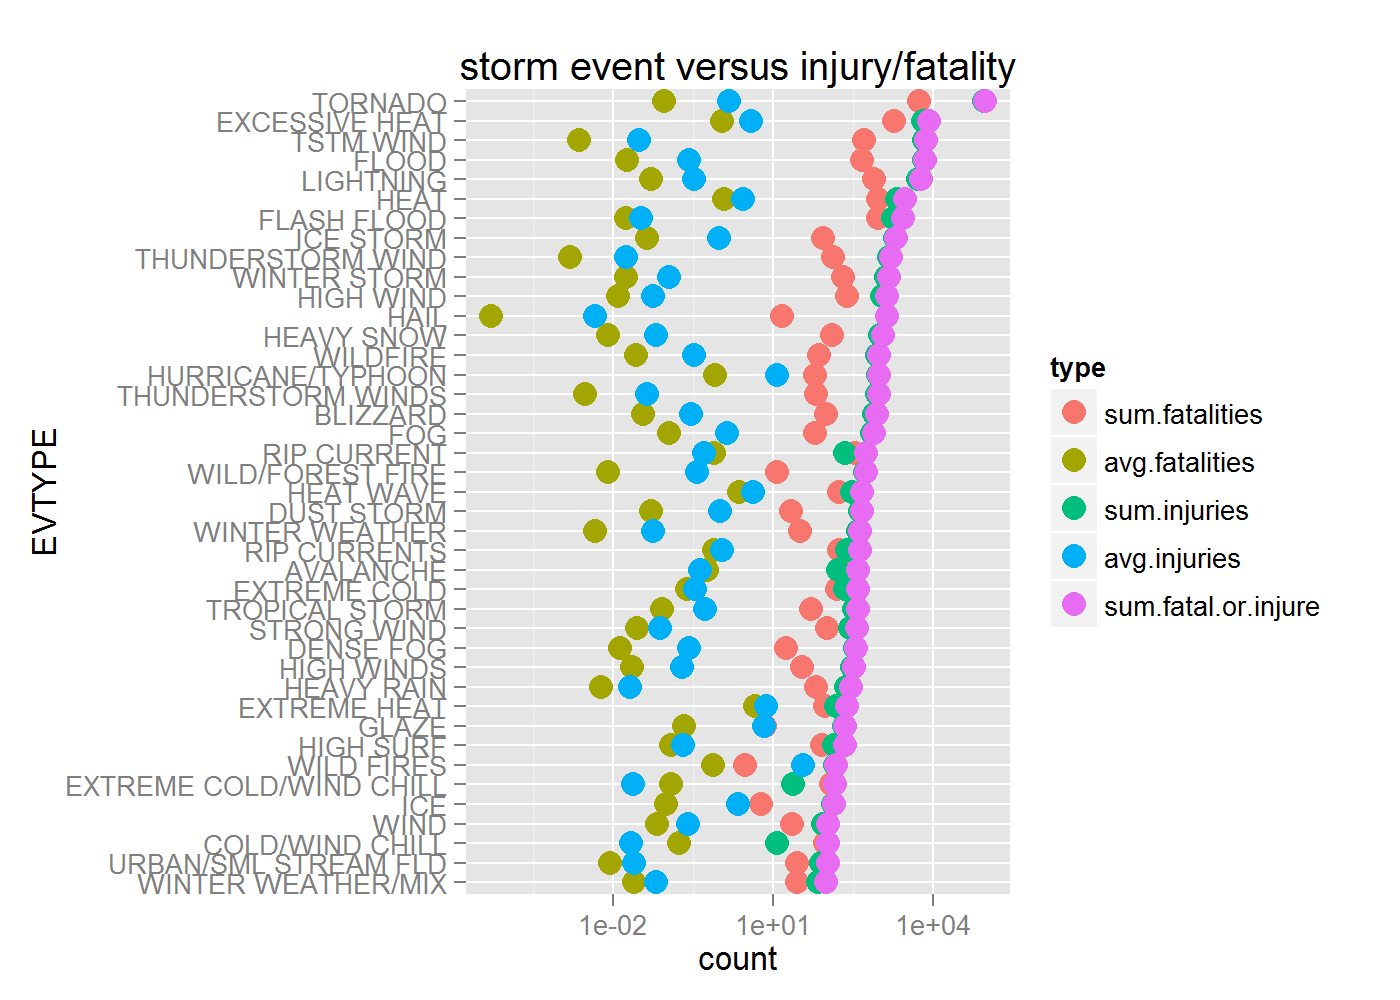 storm event versus injury/fatality
TORNADO
EXCESSIVE HEAT
TSTM WIND
FLOOD
LIGHTNING
HEAT
FLASH FLOOD
ICE STORM
THUNDERSTORM WIND
WINTER STORM
HIGH WIND
HAIL
HEAVY SNOW
WILDFIRE
HURRICANE/TYPHOON
THUNDERSTORM WINDS
BLIZZARD
FOG
RIP CURRENT
WILD/FOREST FIRE
HEAT WAVE
DUST STORM
WINTER WEATHER
RIP CURRENTS
AVALANCHE
EXTREME COLD
TROPICAL STORM
STRONG WIND
DENSE FOG
HIGH WINDS
HEAVY RAIN
EXTREME HEAT
GLAZE
HIGH SURF
WILD FIRES
EXTREME COLD/WIND CHILL
ICE
WIND
COLD/WIND CHILL
URBAN/SML STREAM FLD
WINTER WEATHER/MIX
EVTYPE
1e-02 1e+01 1e+04
count
type
sum.fatalities
avg.fatalities
sum.injuries
avg.injuries
sum.fatal.or.injure